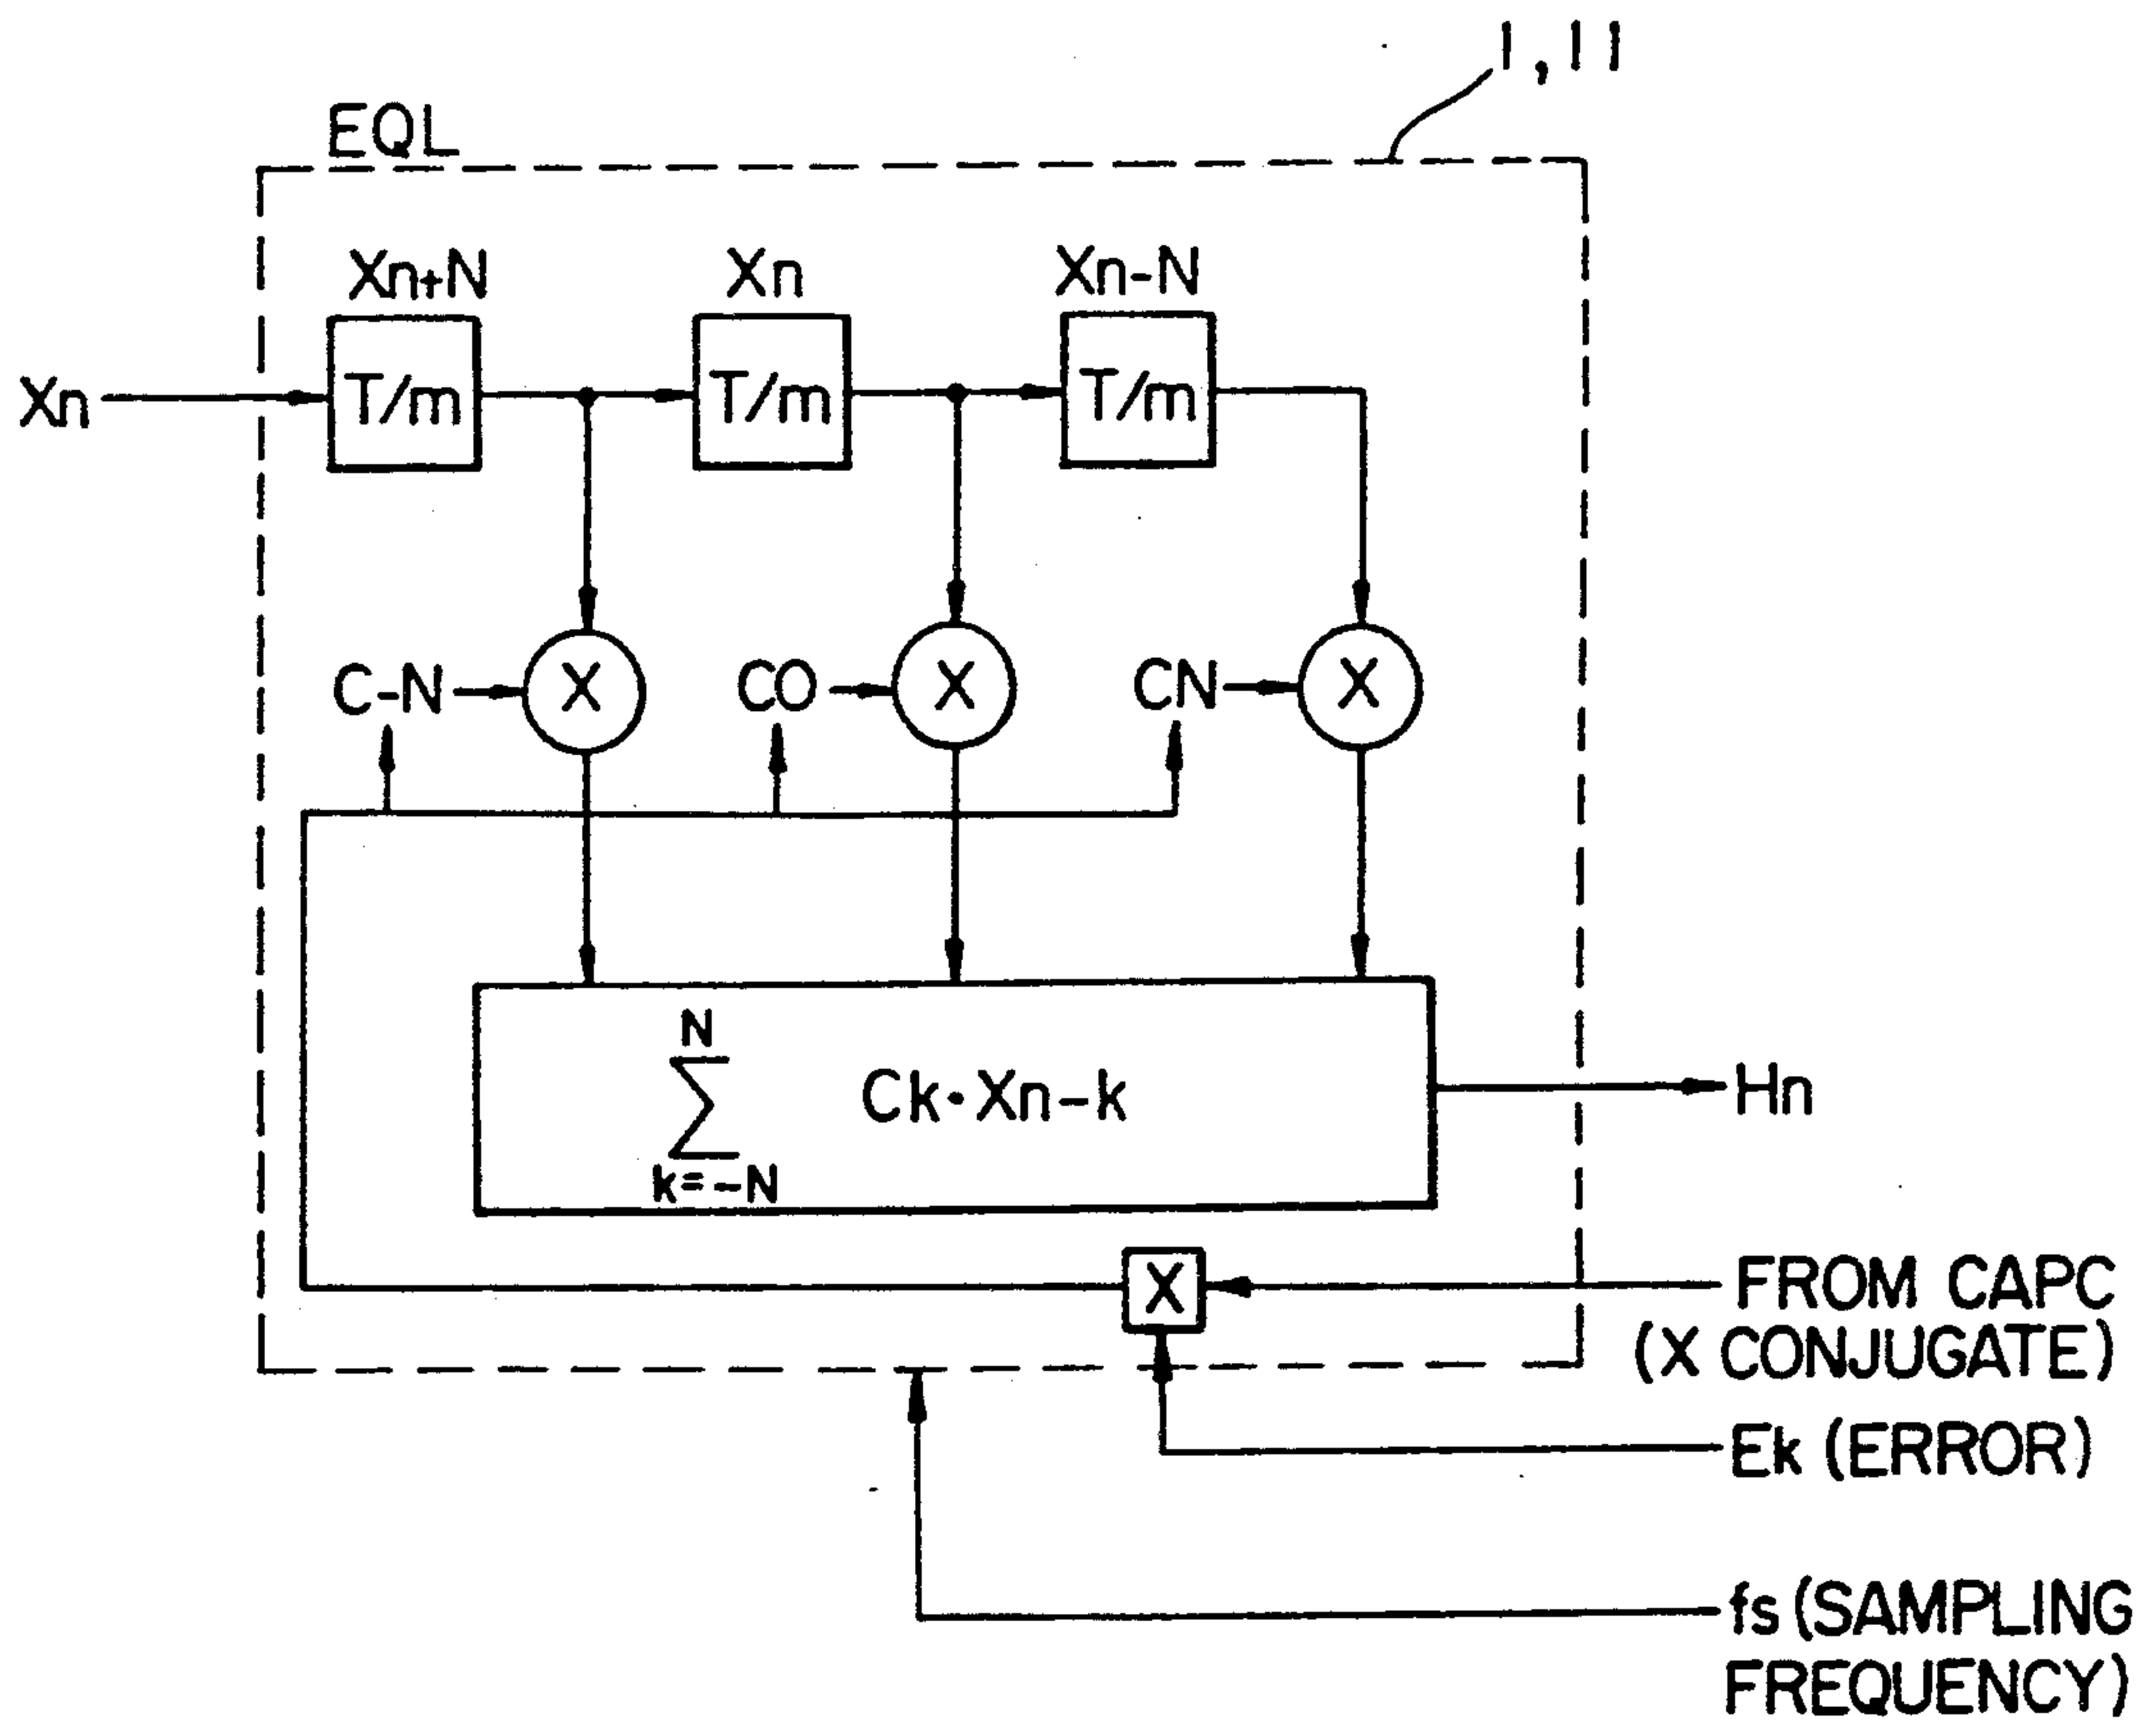 1, 11
EQL
Xn+N Xn Xn-N
Xn T/m T/m T/m
C-N X CO X CN X
N
∑ Ck·Xn-k
k=-N
Hn
X FROM CAPC
(X CONJUGATE)
Ek (ERROR)
fs (SAMPLING
FREQUENCY)